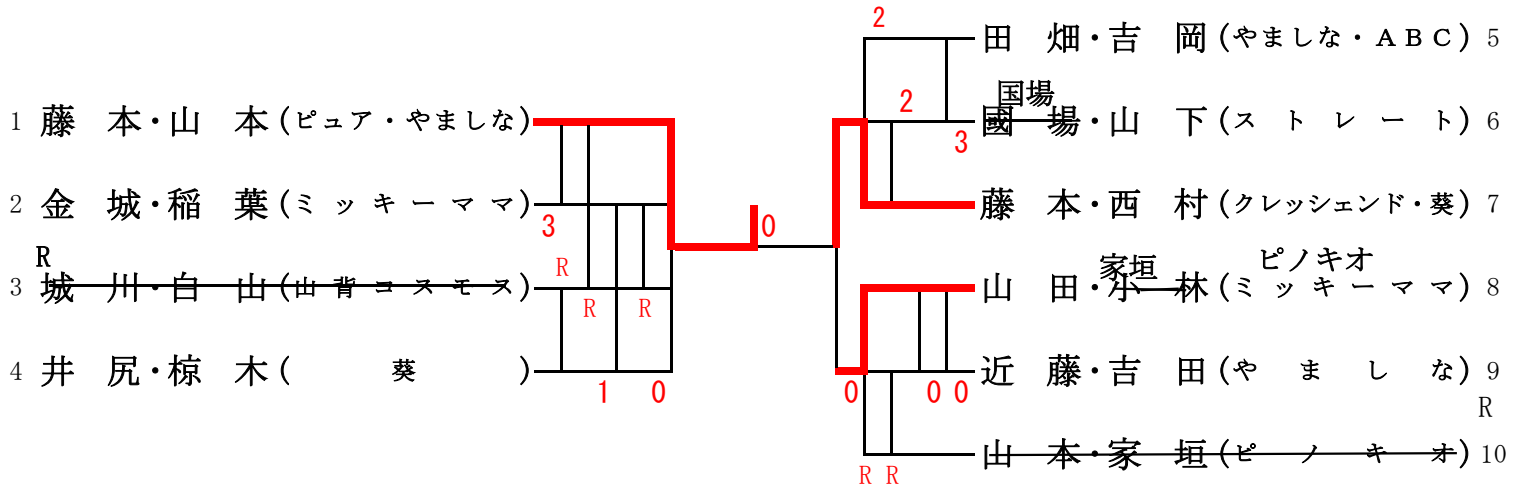 1 藤 本・山 本 (ピュア・やましな)
2 金 城・稲 葉 (ミッキーママ)
R
3 城 川・白 山 (山背コスモス)
4 井 尻・椋 木 ( 葵 )
3
R
R R
1 0
0
2
田 畑・吉 岡 (やましな・ＡＢＣ) 5
国場
2
國 場・山 下 (ストレート) 6
3
藤 本・西 村 (クレッシェンド・葵) 7
家垣 ピノキオ
山 田・小 林 (ミッキーママ) 8
近 藤・吉 田 (やましな) 9
0 0 0
R
山 本・家 垣 (ピノキオ) 10
R R